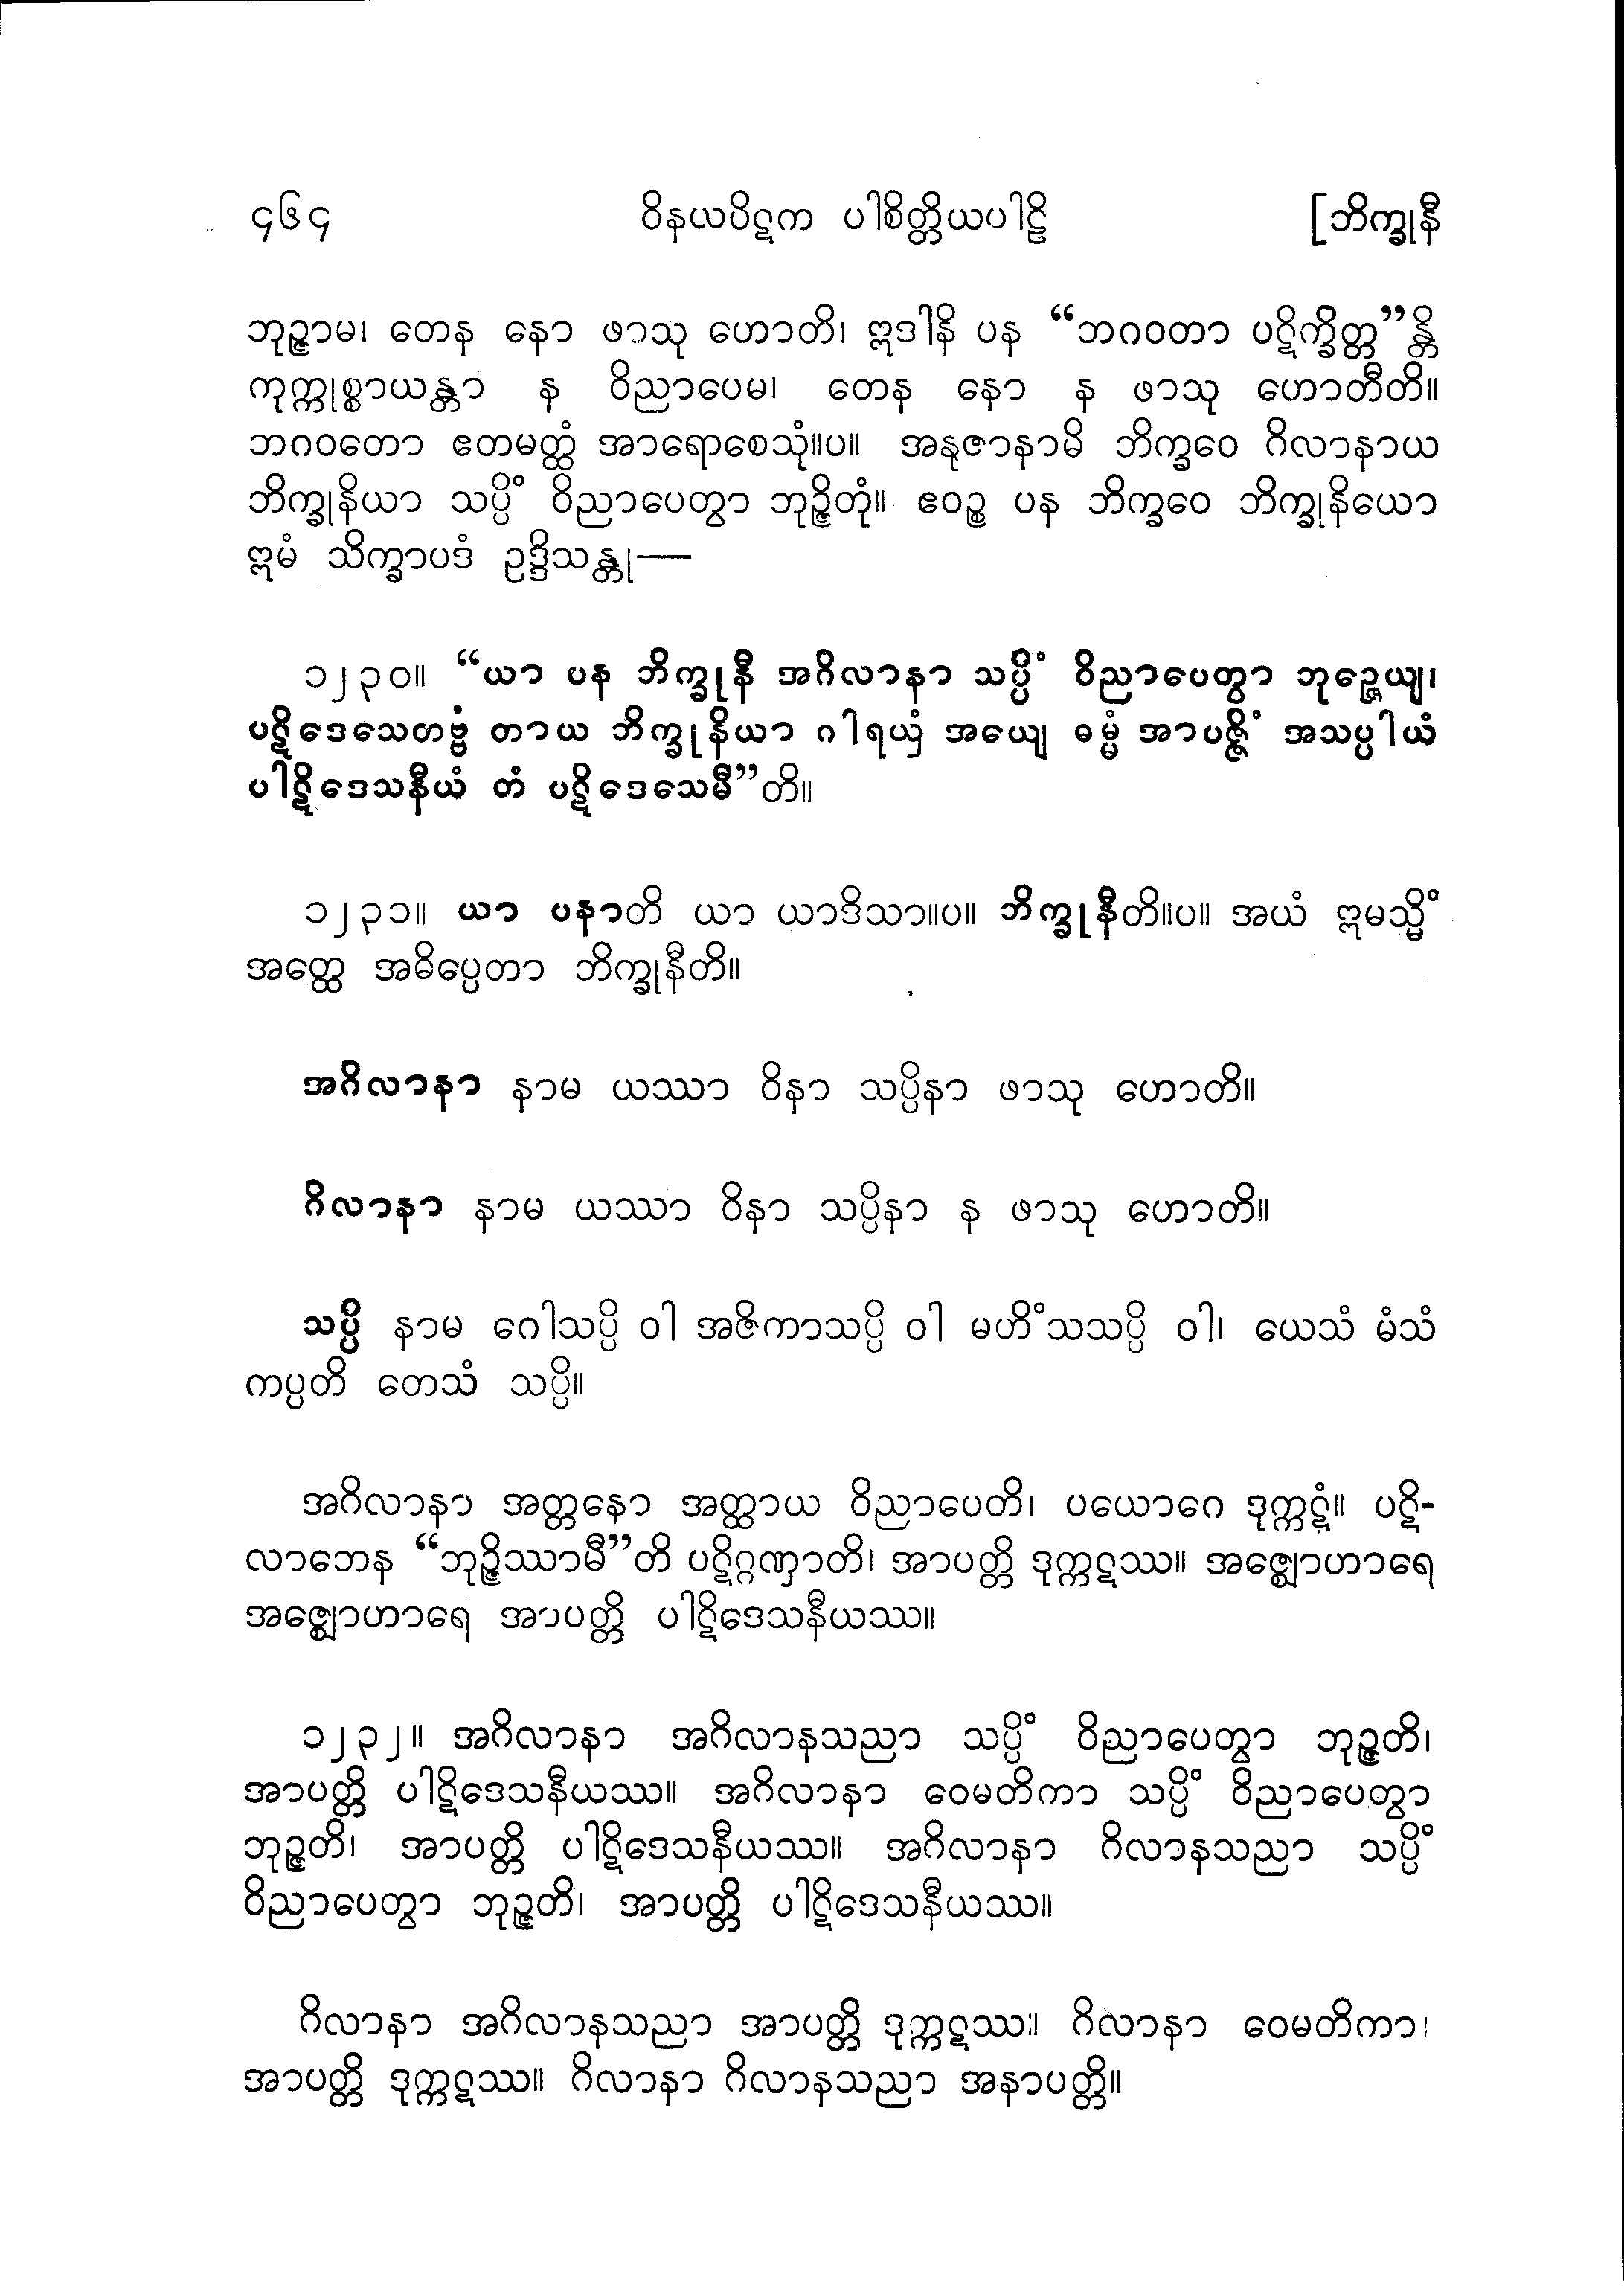 ၄၆၄ ဝိနယပိဋက ပါစိတ္တိယပါဠိ [ဘိက္ခုနီ
ဘုဉ္ဇာမ၊ တေန နော ဖာသု ဟောတိ၊ ဣဒါနိ ပန “ဘဂဝတာ ပဋိက္ခိတ္တ”န္တိ
ကုက္ကုစ္စာယန္တာ န ဝိညာပေမ၊ တေန နော န ဖာသု ဟောတီတိ။
ဘဂဝတော ဧတမတ္ထံ အာရောစေသုံ။ပ။ အနုဇာနာမိ ဘိက္ခဝေ ဂိလာနာယ
ဘိက္ခုနိယာ သပ္ပိံ ဝိညာပေတွာ ဘုဉ္ဇိတုံ။ ဧဝဉ္စ ပန ဘိက္ခဝေ ဘိက္ခုနိယော
ဣမံ သိက္ခာပဒံ ဥဒ္ဒိသန္တု—
၁၂၃၀။ “ယာ ပန ဘိက္ခုနီ အဂိလာနာ သပ္ပိံ ဝိညာပေတွာ ဘုဉ္ဇေယျ၊
ပဋိဒေသေတဗ္ဗံ တာယ ဘိက္ခုနိယာ ဂါရယှံ အယျေ ဓမ္မံ အာပဇ္ဇိံ အသပ္ပါယံ
ပါဋိဒေသနီယံ တံ ပဋိဒေသေမီ”တိ။
၁၂၃၁။ ယာ ပနာတိ ယာ ယာဒိသာ။ပ။ ဘိက္ခုနီတိ။ပ။ အယံ ဣမသ္မိံ
အတ္ထေ အဓိပ္ပေတာ ဘိက္ခုနီတိ။
အဂိလာနာ နာမ ယဿာ ဝိနာ သပ္ပိနာ ဖာသု ဟောတိ။
ဂိလာနာ နာမ ယဿာ ဝိနာ သပ္ပိနာ န ဖာသု ဟောတိ။
သပ္ပိ နာမ ဂေါသပ္ပိ ဝါ အဇိကာသပ္ပိ ဝါ မဟိံသသပ္ပိ ဝါ၊ ယေသံ မံသံ
ကပ္ပတိ တေသံ သပ္ပိ။
အဂိလာနာ အတ္တနော အတ္ထာယ ဝိညာပေတိ၊ ပယောဂေ ဒုက္ကဋံ။ ပဋိ-
လာဘေန “ဘုဉ္ဇိဿာမီ”တိ ပဋိဂ္ဂဏှာတိ၊ အာပတ္တိ ဒုက္ကဋဿ။ အဇ္ဈောဟာရေ
အဇ္ဈောဟာရေ အာပတ္တိ ပါဋိဒေသနီယဿ။
၁၂၃၂။ အဂိလာနာ အဂိလာနသညာ သပ္ပိံ ဝိညာပေတွာ ဘုဉ္ဇတိ၊
အာပတ္တိ ပါဋိဒေသနီယဿ။ အဂိလာနာ ဝေမတိကာ သပ္ပိံ ဝိညာပေတွာ
ဘုဉ္ဇတိ၊ အာပတ္တိ ပါဋိဒေသနီယဿ။ အဂိလာနာ ဂိလာနသညာ သပ္ပိံ
ဝိညာပေတွာ ဘုဉ္ဇတိ၊ အာပတ္တိ ပါဋိဒေသနီယဿ။
ဂိလာနာ အဂိလာနသညာ အာပတ္တိ ဒုက္ကဋဿ။ ဂိလာနာ ဝေမတိကာ၊
အာပတ္တိ ဒုက္ကဋဿ။ ဂိလာနာ ဂိလာနသညာ အနာပတ္တိ။